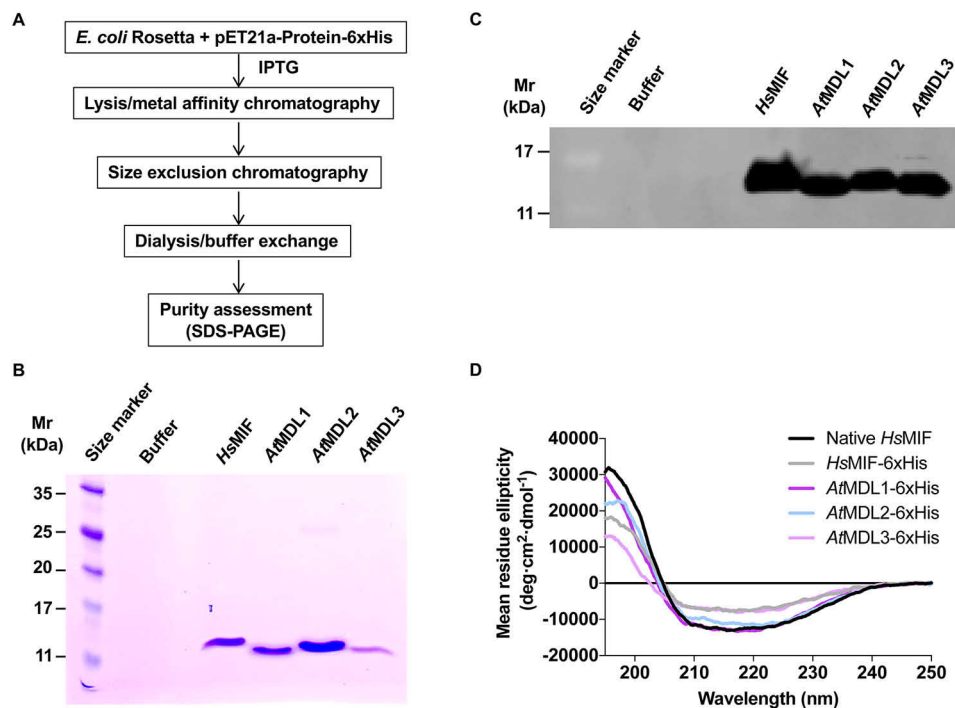 A
E. coli Rosetta + pET21a-Protein-6xHis
IPTG
Lysis/metal affinity chromatography
Size exclusion chromatography
Dialysis/buffer exchange
Purity assessment
(SDS-PAGE)
B
Mr
(kDa)
Size marker
Buffer
HsMIF
AtMDL1
AtMDL2
AtMDL3
35
25
20
17
11
C
Mr
(kDa)
Size marker
Buffer
HsMIF
AtMDL1
AtMDL2
AtMDL3
17
11
D
Mean residue ellipticity
(deg·cm²·dmol⁻¹)
40000
30000
20000
10000
0
-10000
-20000
200
210
220
230
240
250
Wavelength (nm)
Native HsMIF
HsMIF-6xHis
AtMDL1-6xHis
AtMDL2-6xHis
AtMDL3-6xHis